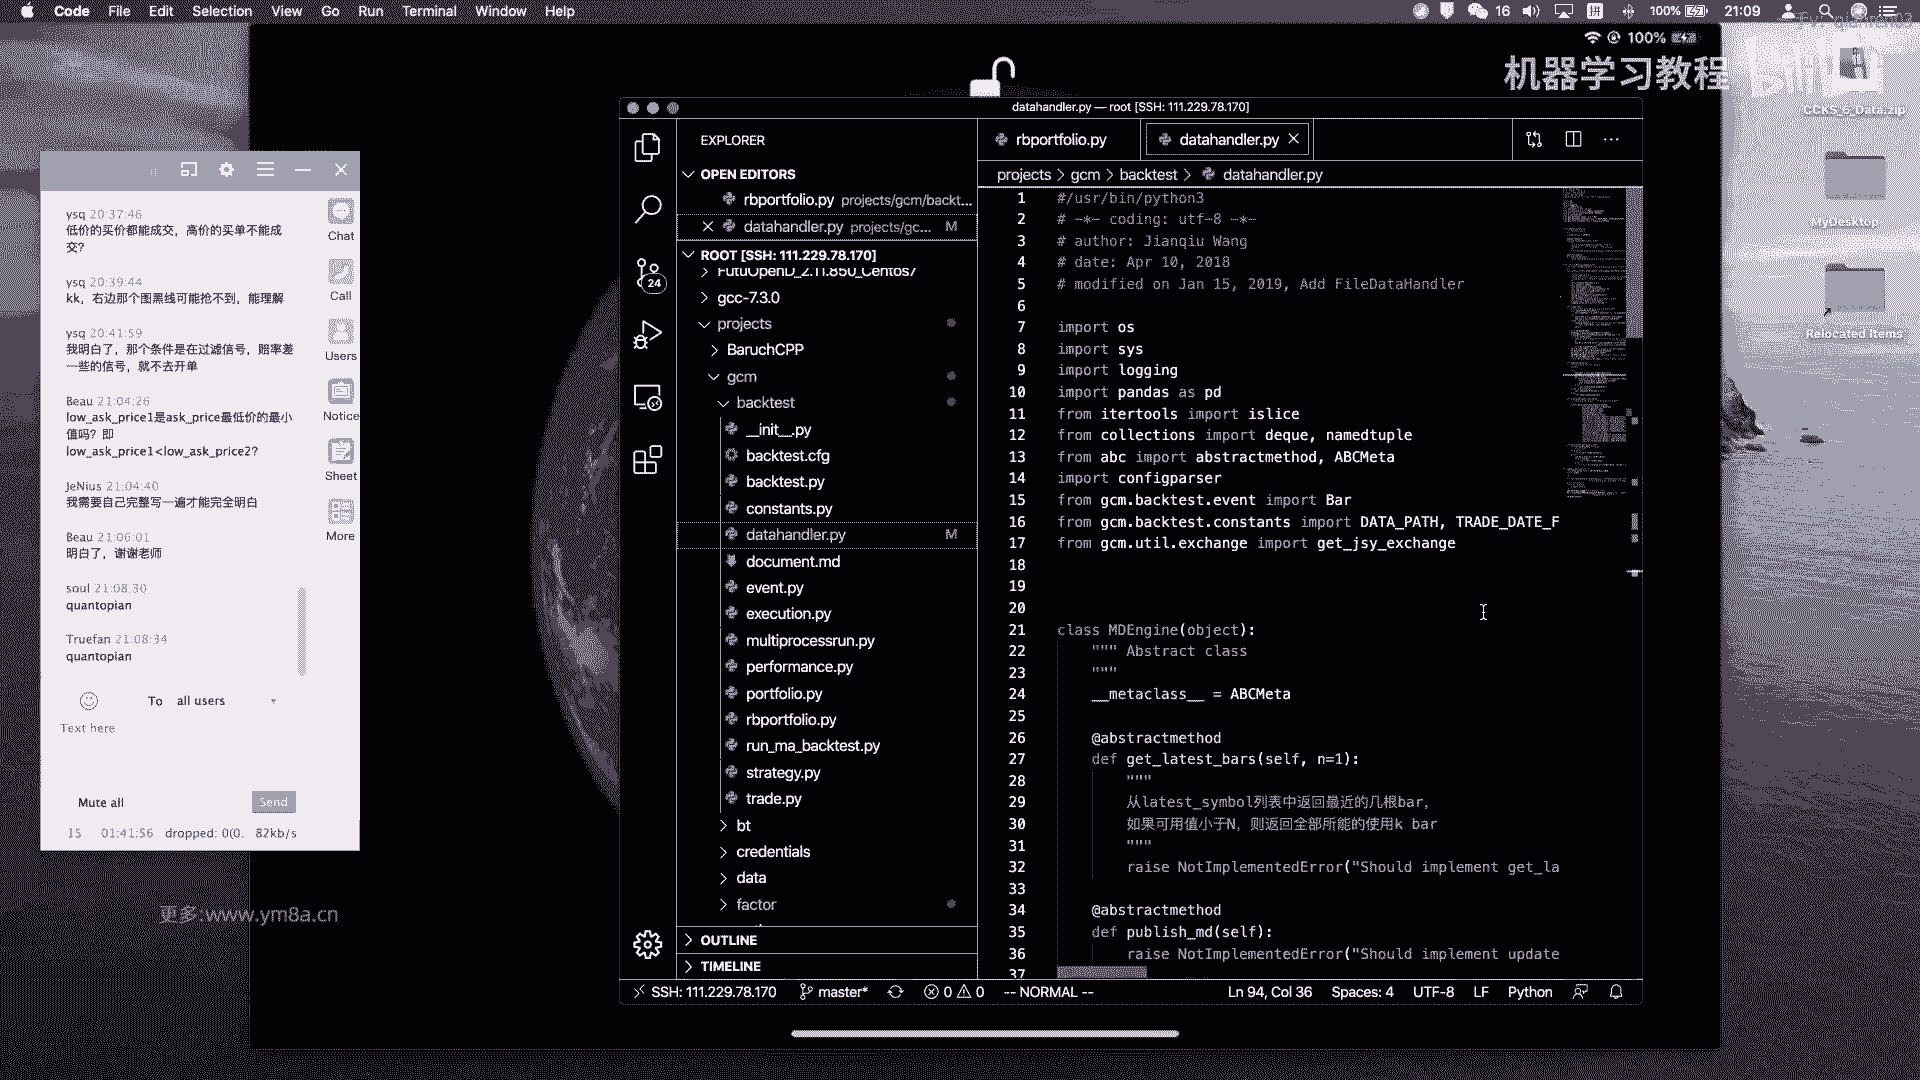 Code File Edit Selection View Go Run Terminal Window Help
16 100% 21:09
100%
机器学习教程
CCKS_5_Data.zip
MyDesktop
Relocated Items
ysq 20:37:46
低价的买价都能成交，高价的买单不能成
交?
ysq 20:39:44
kk，右边那个图黑线可能抢不到，能理解
ysq 20:41:59
我明白了，那个条件是在过滤信号，赔率差
一些的信号，就不去开单
Beau 21:04:26
low_ask_price1是ask_price最低价的最小
值吗? 即
low_ask_price1<low_ask_price2?
JeNius 21:04:40
我需要自己完整写一遍才能完全明白
Beau 21:06:01
明白了，谢谢老师
soul 21:08:30
quantopian
Truefan 21:08:34
quantopian
Chat
Call
Users
Notice
Sheet
More
To all users
Text here
Mute all
Send
15 01:41:56 dropped: 0(0. 82kb/s
更多:www.ym8a.cn
datahandler.py — root [SSH: 111.229.78.170]
EXPLORER
OPEN EDITORS
rbportfolio.py projects/gcm/backt...
datahandler.py projects/gc... M
ROOT [SSH: 111.229.78.170]
FutuOpenD_2.11.850_Centos7
gcc-7.3.0
projects
BaruchCPP
gcm
backtest
__init__.py
backtest.cfg
backtest.py
constants.py
datahandler.py M
document.md
event.py
execution.py
multiprocessrun.py
performance.py
portfolio.py
rbportfolio.py
run_ma_backtest.py
strategy.py
trade.py
bt
credentials
data
factor
OUTLINE
TIMELINE
24
rbportfolio.py datahandler.py
projects > gcm > backtest > datahandler.py
1 #/usr/bin/python3
2 # -*- coding: utf-8 -*-
3 # author: Jianqiu Wang
4 # date: Apr 10, 2018
5 # modified on Jan 15, 2019, Add FileDataHandler
6
7 import os
8 import sys
9 import logging
10 import pandas as pd
11 from itertools import islice
12 from collections import deque, namedtuple
13 from abc import abstractmethod, ABCMeta
14 import configparser
15 from gcm.backtest.event import Bar
16 from gcm.backtest.constants import DATA_PATH, TRADE_DATE_F
17 from gcm.util.exchange import get_jsy_exchange
18
19
20
21 class MDEngine(object):
22 """ Abstract class
23 """
24 __metaclass__ = ABCMeta
25
26 @abstractmethod
27 def get_latest_bars(self, n=1):
28 """
29 从latest_symbol列表中返回最近的几根bar，
30 如果可用值小于N，则返回全部所能的使用k bar
31 """
32 raise NotImplementedError("Should implement get_la
33
34 @abstractmethod
35 def publish_md(self):
36 raise NotImplementedError("Should implement update
37
SSH: 111.229.78.170 master* 0 0 -- NORMAL -- Ln 94, Col 36 Spaces: 4 UTF-8 LF Python